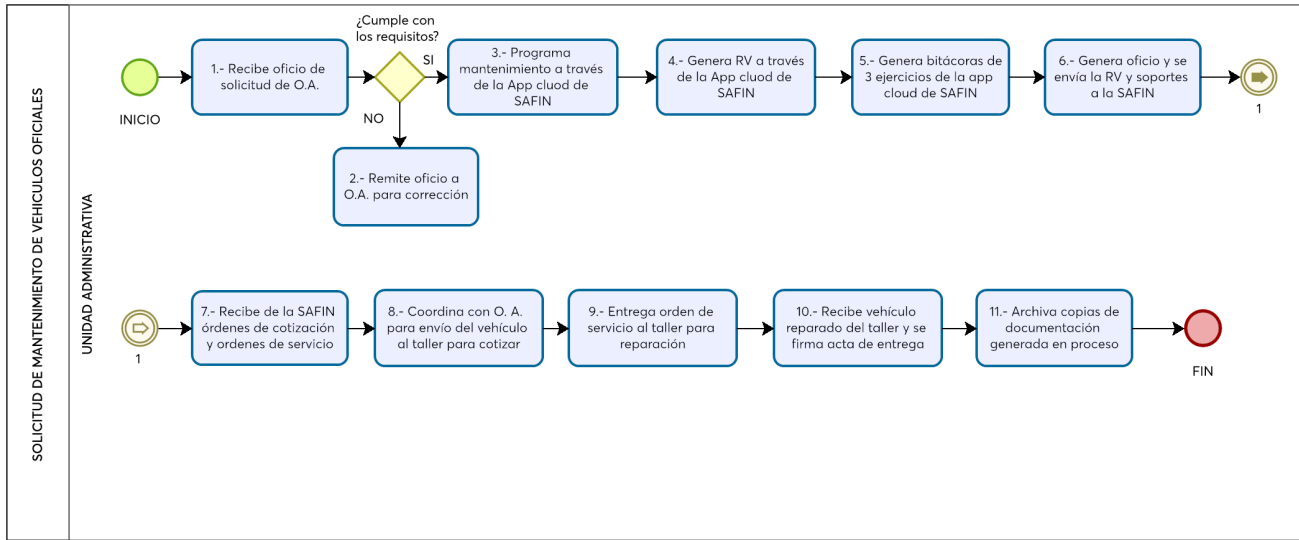 SOLICITUD DE MANTENIMIENTO DE VEHICULOS OFICIALES
UNIDAD ADMINISTRATIVA
INICIO
1.- Recibe oficio de
solicitud de O.A.
¿Cumple con
los requisitos?
SI
NO
2.- Remite oficio a
O.A. para corrección
3.- Programa
mantenimiento a través
de la App cluod de
SAFIN
4.- Genera RV a través
de la App cluod de
SAFIN
5.- Genera bitácoras de
3 ejercicios de la app
cloud de SAFIN
6.- Genera oficio y se
envía la RV y soportes
a la SAFIN
1
1
7.- Recibe de la SAFIN
órdenes de cotización
y ordenes de servicio
8.- Coordina con O. A.
para envío del vehículo
al taller para cotizar
9.- Entrega orden de
servicio al taller para
reparación
10.- Recibe vehículo
reparado del taller y se
firma acta de entrega
11.- Archiva copias de
documentación
generada en proceso
FIN